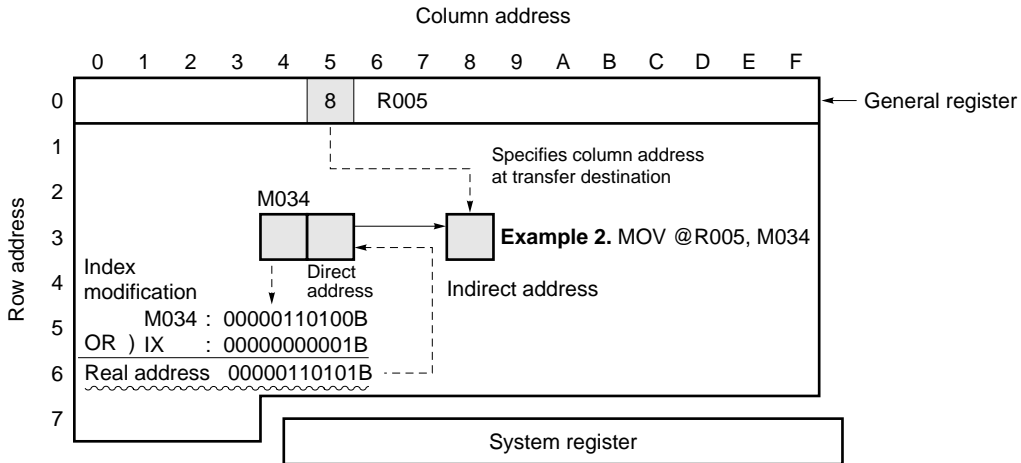 Column address
0 1 2 3 4 5 6 7 8 9 A B C D E F
0 8 R005 General register
1
Specifies column address
at transfer destination
2
M034
3 Example 2. MOV @R005, M034
Row address
Index
modification
Direct
address
4 Indirect address
5 M034 : 00000110100B
OR ) IX : 00000000001B
6 Real address 00000110101B
7
System register